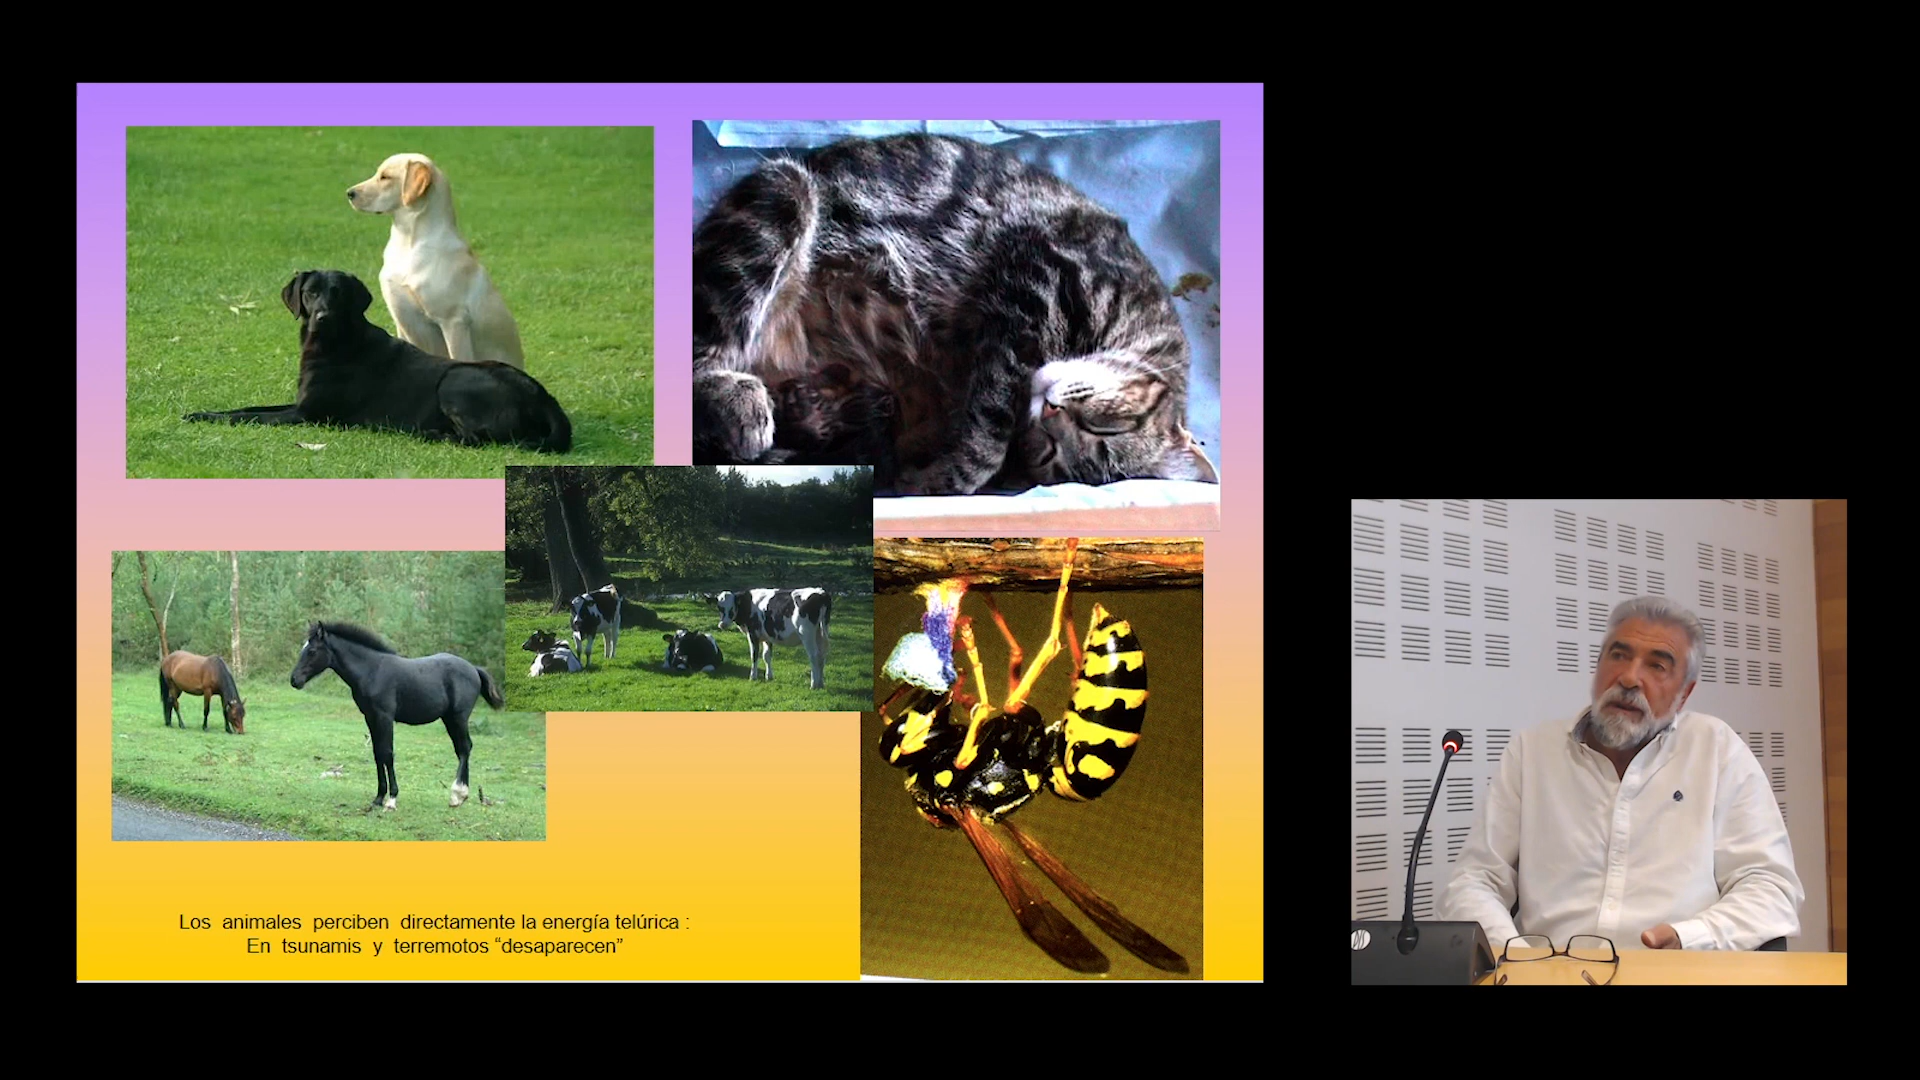 Los animales perciben directamente la energía telúrica :
En tsunamis y terremotos “desaparecen”